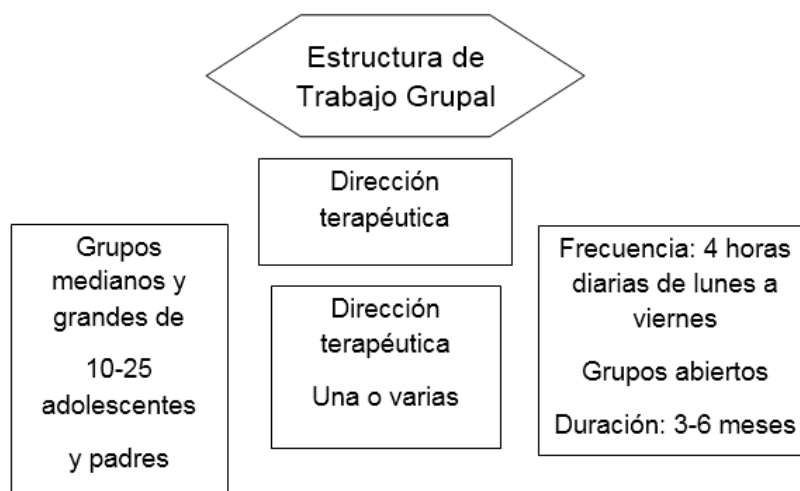 Estructura de
Trabajo Grupal
Dirección
terapéutica
Grupos
medianos y
grandes de
10-25
adolescentes
y padres
Dirección
terapéutica
Una o varias
Frecuencia: 4 horas
diarias de lunes a
viernes
Grupos abiertos
Duración: 3-6 meses